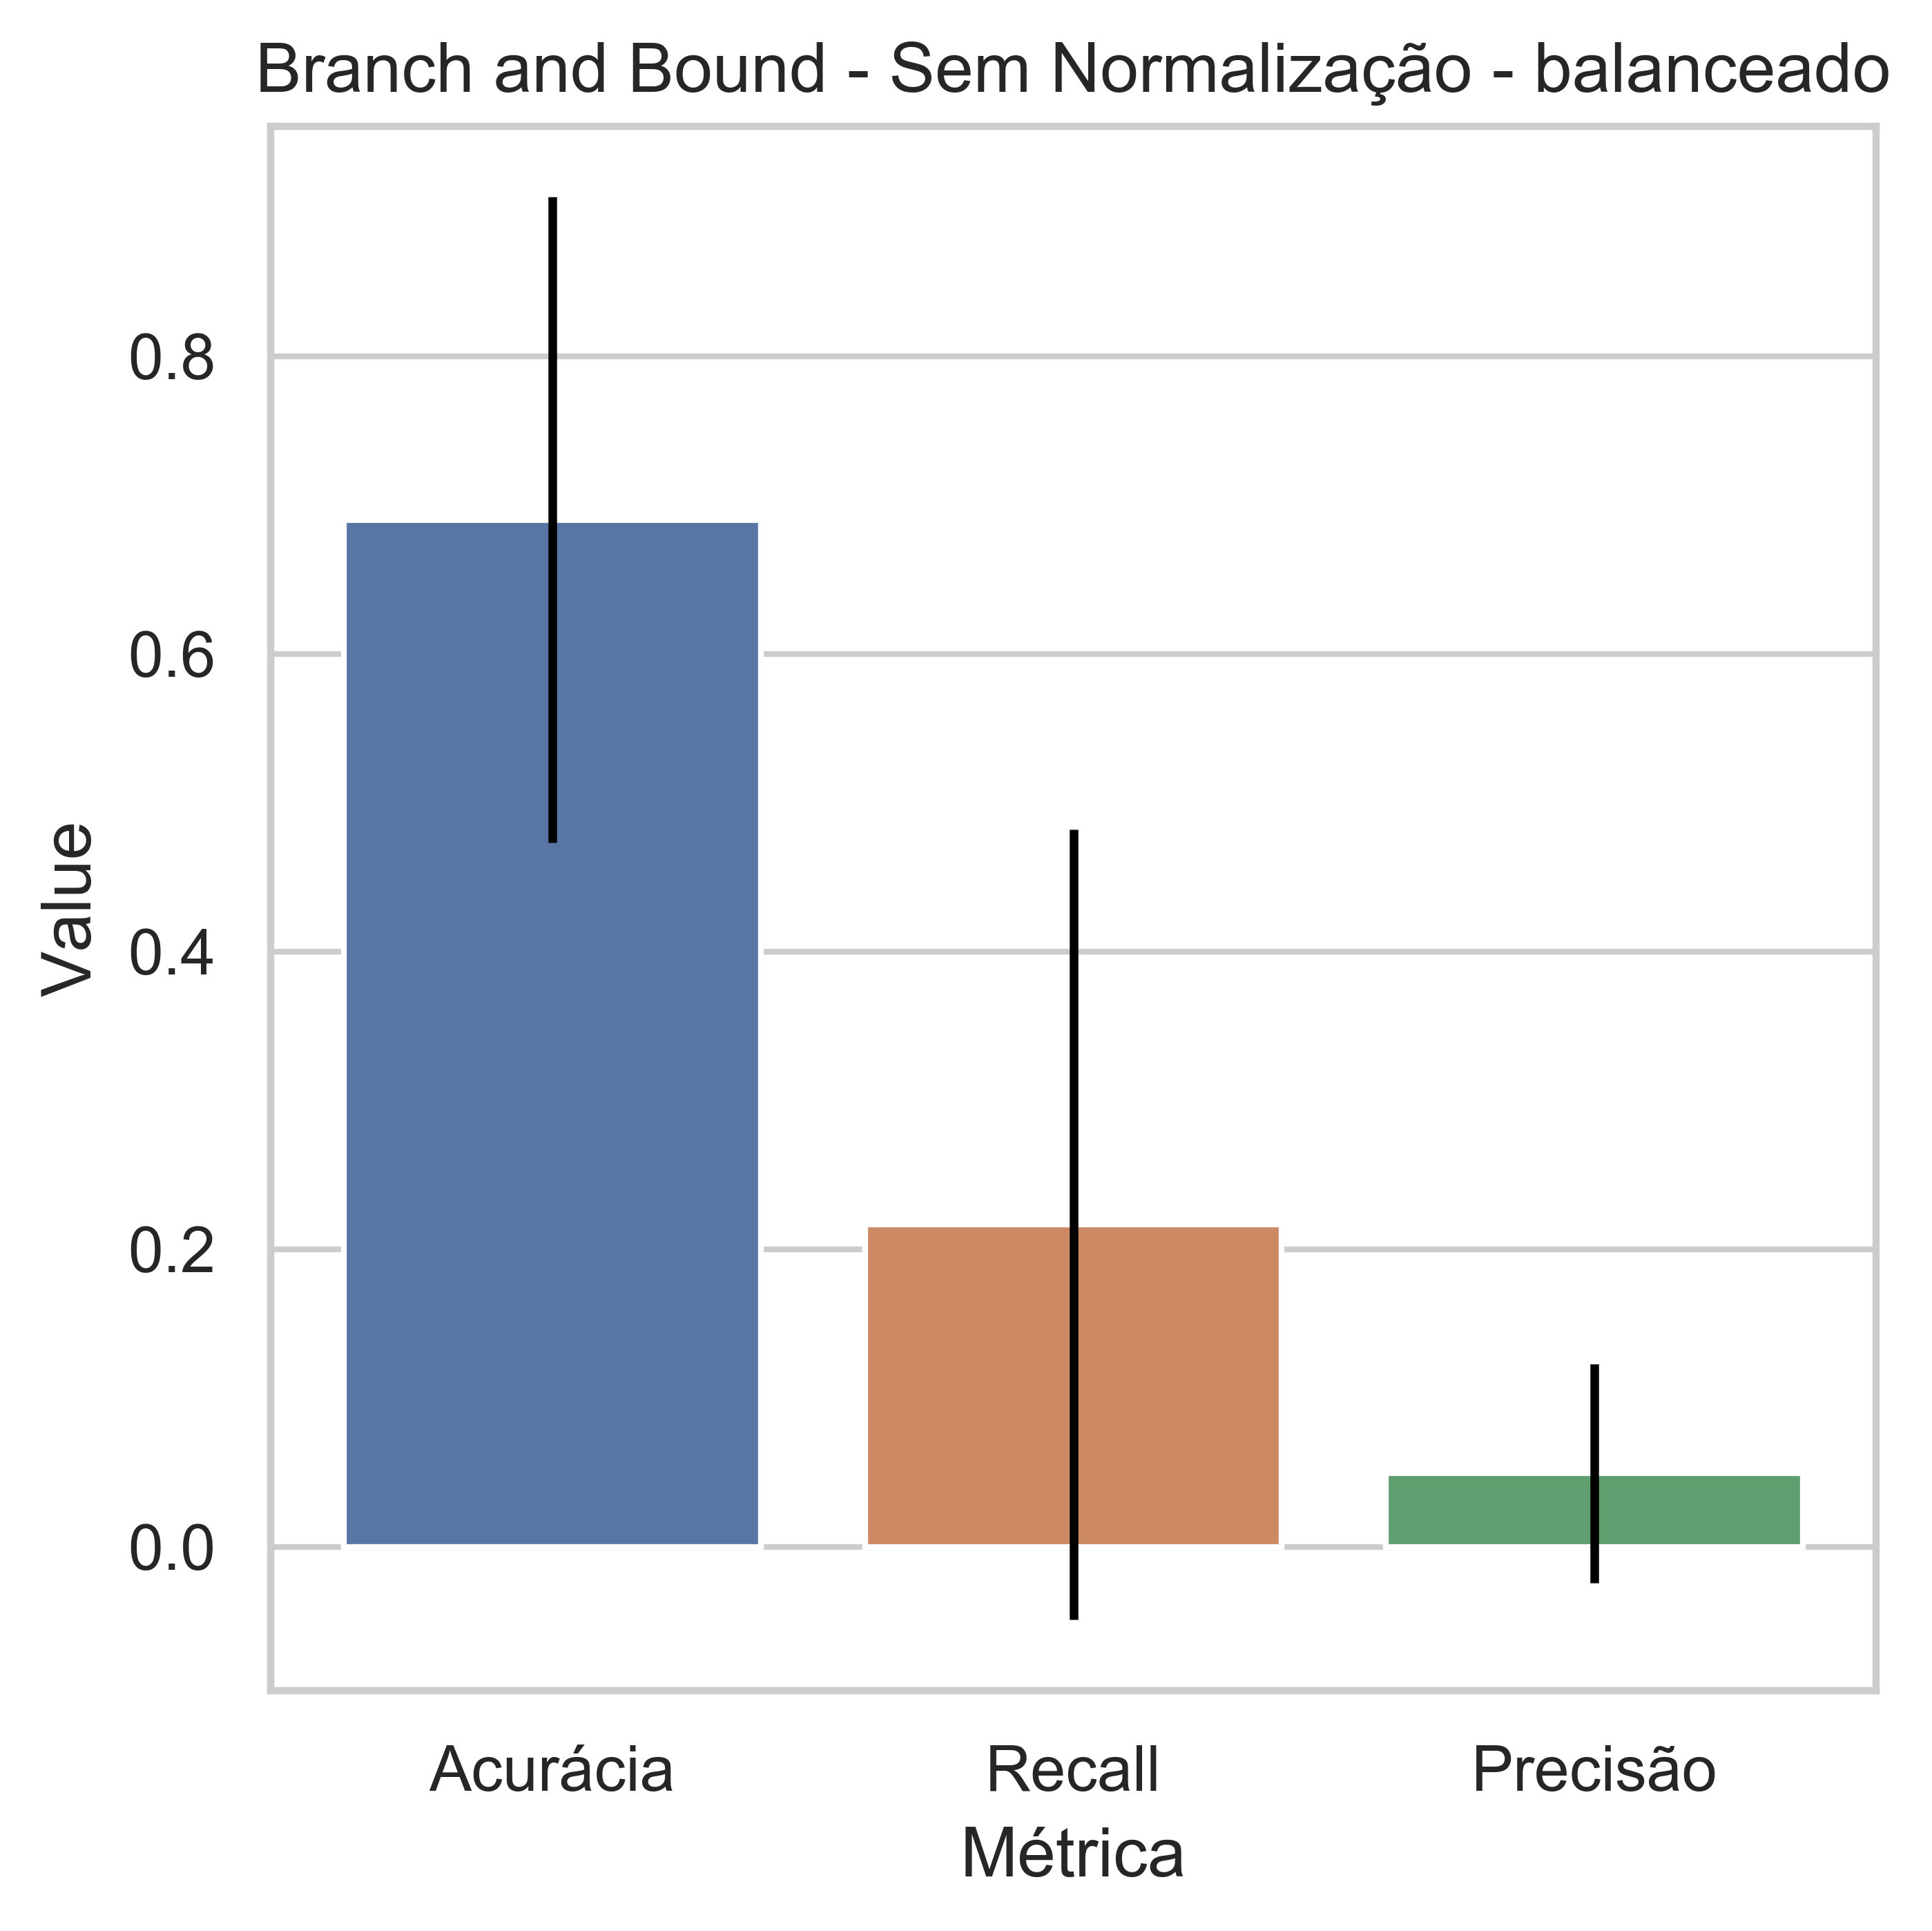 Branch and Bound - Sem Normalização - balanceado
Value
0.8
0.6
0.4
0.2
0.0
Acurácia Recall Precisão
Métrica